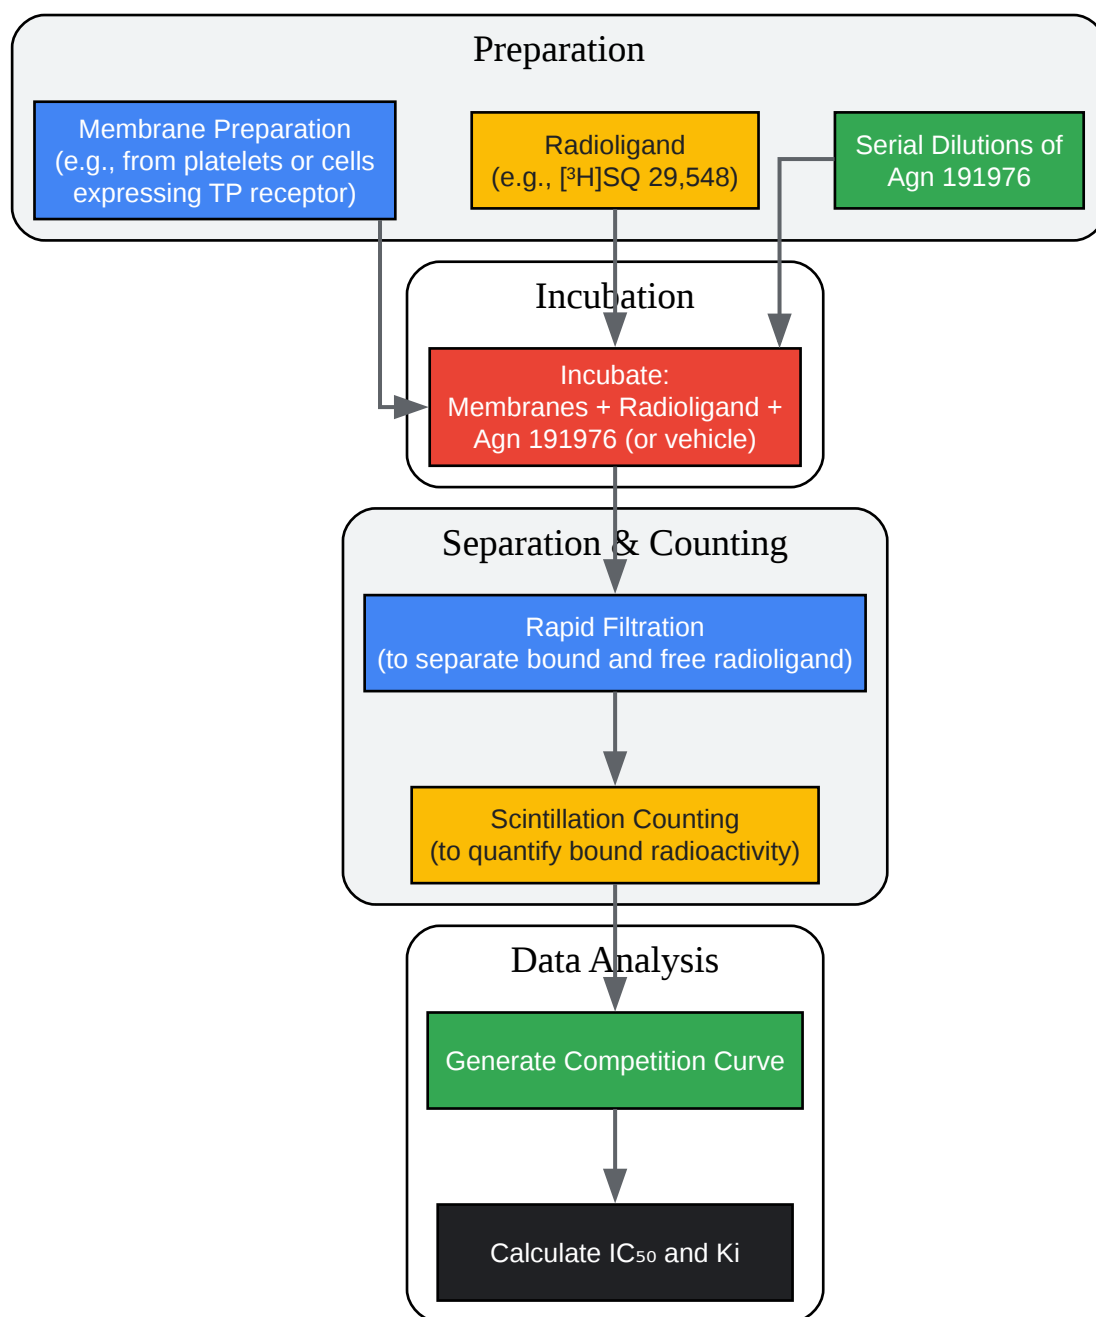 Preparation
Membrane Preparation
(e.g., from platelets or cells
expressing TP receptor)
Radioligand
(e.g., [³H]SQ 29,548)
Serial Dilutions of
Agn 191976
Incubation
Incubate:
Membranes + Radioligand +
Agn 191976 (or vehicle)
Separation & Counting
Rapid Filtration
(to separate bound and free radioligand)
Scintillation Counting
(to quantify bound radioactivity)
Data Analysis
Generate Competition Curve
Calculate IC₅₀ and Ki